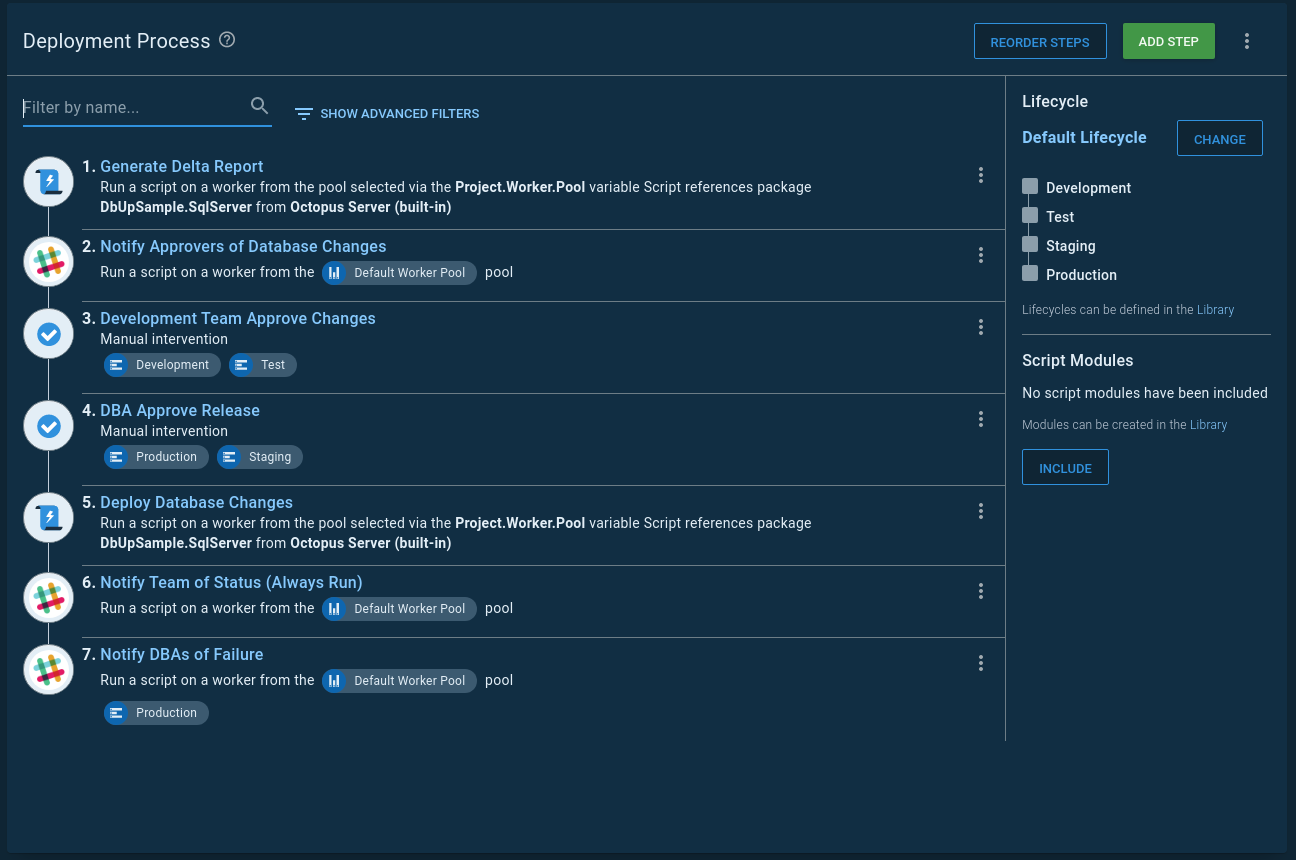 Deployment Process
REORDER STEPS
ADD STEP
Filter by name...
SHOW ADVANCED FILTERS
1. Generate Delta Report
Run a script on a worker from the pool selected via the Project.Worker.Pool variable Script references package
DbUpSample.SqlServer from Octopus Server (built-in)
2. Notify Approvers of Database Changes
Run a script on a worker from the Default Worker Pool pool
3. Development Team Approve Changes
Manual intervention
Development Test
4. DBA Approve Release
Manual intervention
Production Staging
5. Deploy Database Changes
Run a script on a worker from the pool selected via the Project.Worker.Pool variable Script references package
DbUpSample.SqlServer from Octopus Server (built-in)
6. Notify Team of Status (Always Run)
Run a script on a worker from the Default Worker Pool pool
7. Notify DBAs of Failure
Run a script on a worker from the Default Worker Pool pool
Production
Lifecycle
Default Lifecycle
CHANGE
Development
Test
Staging
Production
Lifecycles can be defined in the Library
Script Modules
No script modules have been included
Modules can be created in the Library
INCLUDE